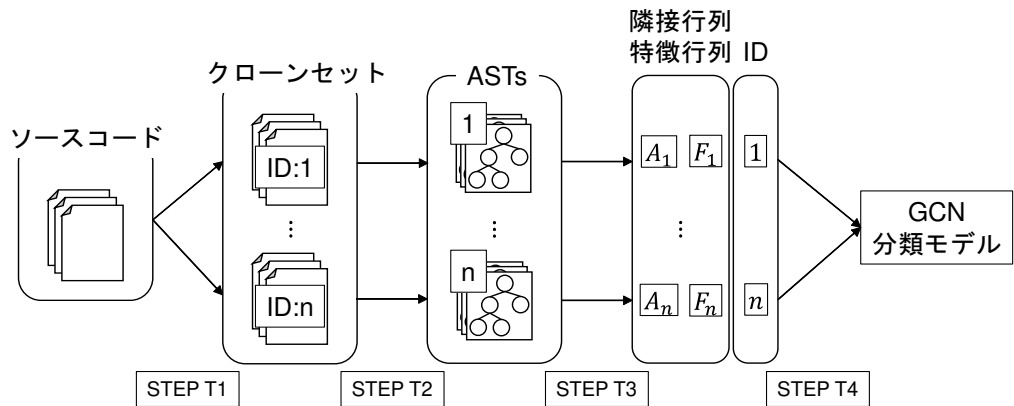 ソースコード
クローンセット
ID:1
⋮
ID:n
ASTs
1
⋮
n
隣接行列
特徴行列 ID
A₁ F₁ 1
⋮
Aₙ Fₙ n
GCN
分類モデル
STEP T1
STEP T2
STEP T3
STEP T4